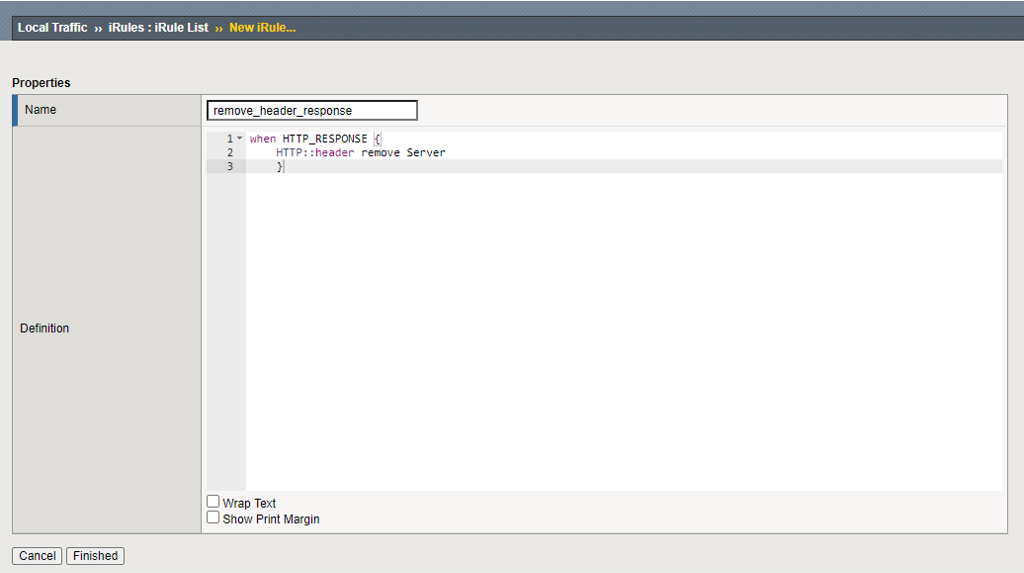 Local Traffic ›› iRules : iRule List ›› New iRule...
Properties
Name
remove_header_response
1 when HTTP_RESPONSE {
2     HTTP::header remove Server
3     }
Definition
Wrap Text
Show Print Margin
Cancel Finished